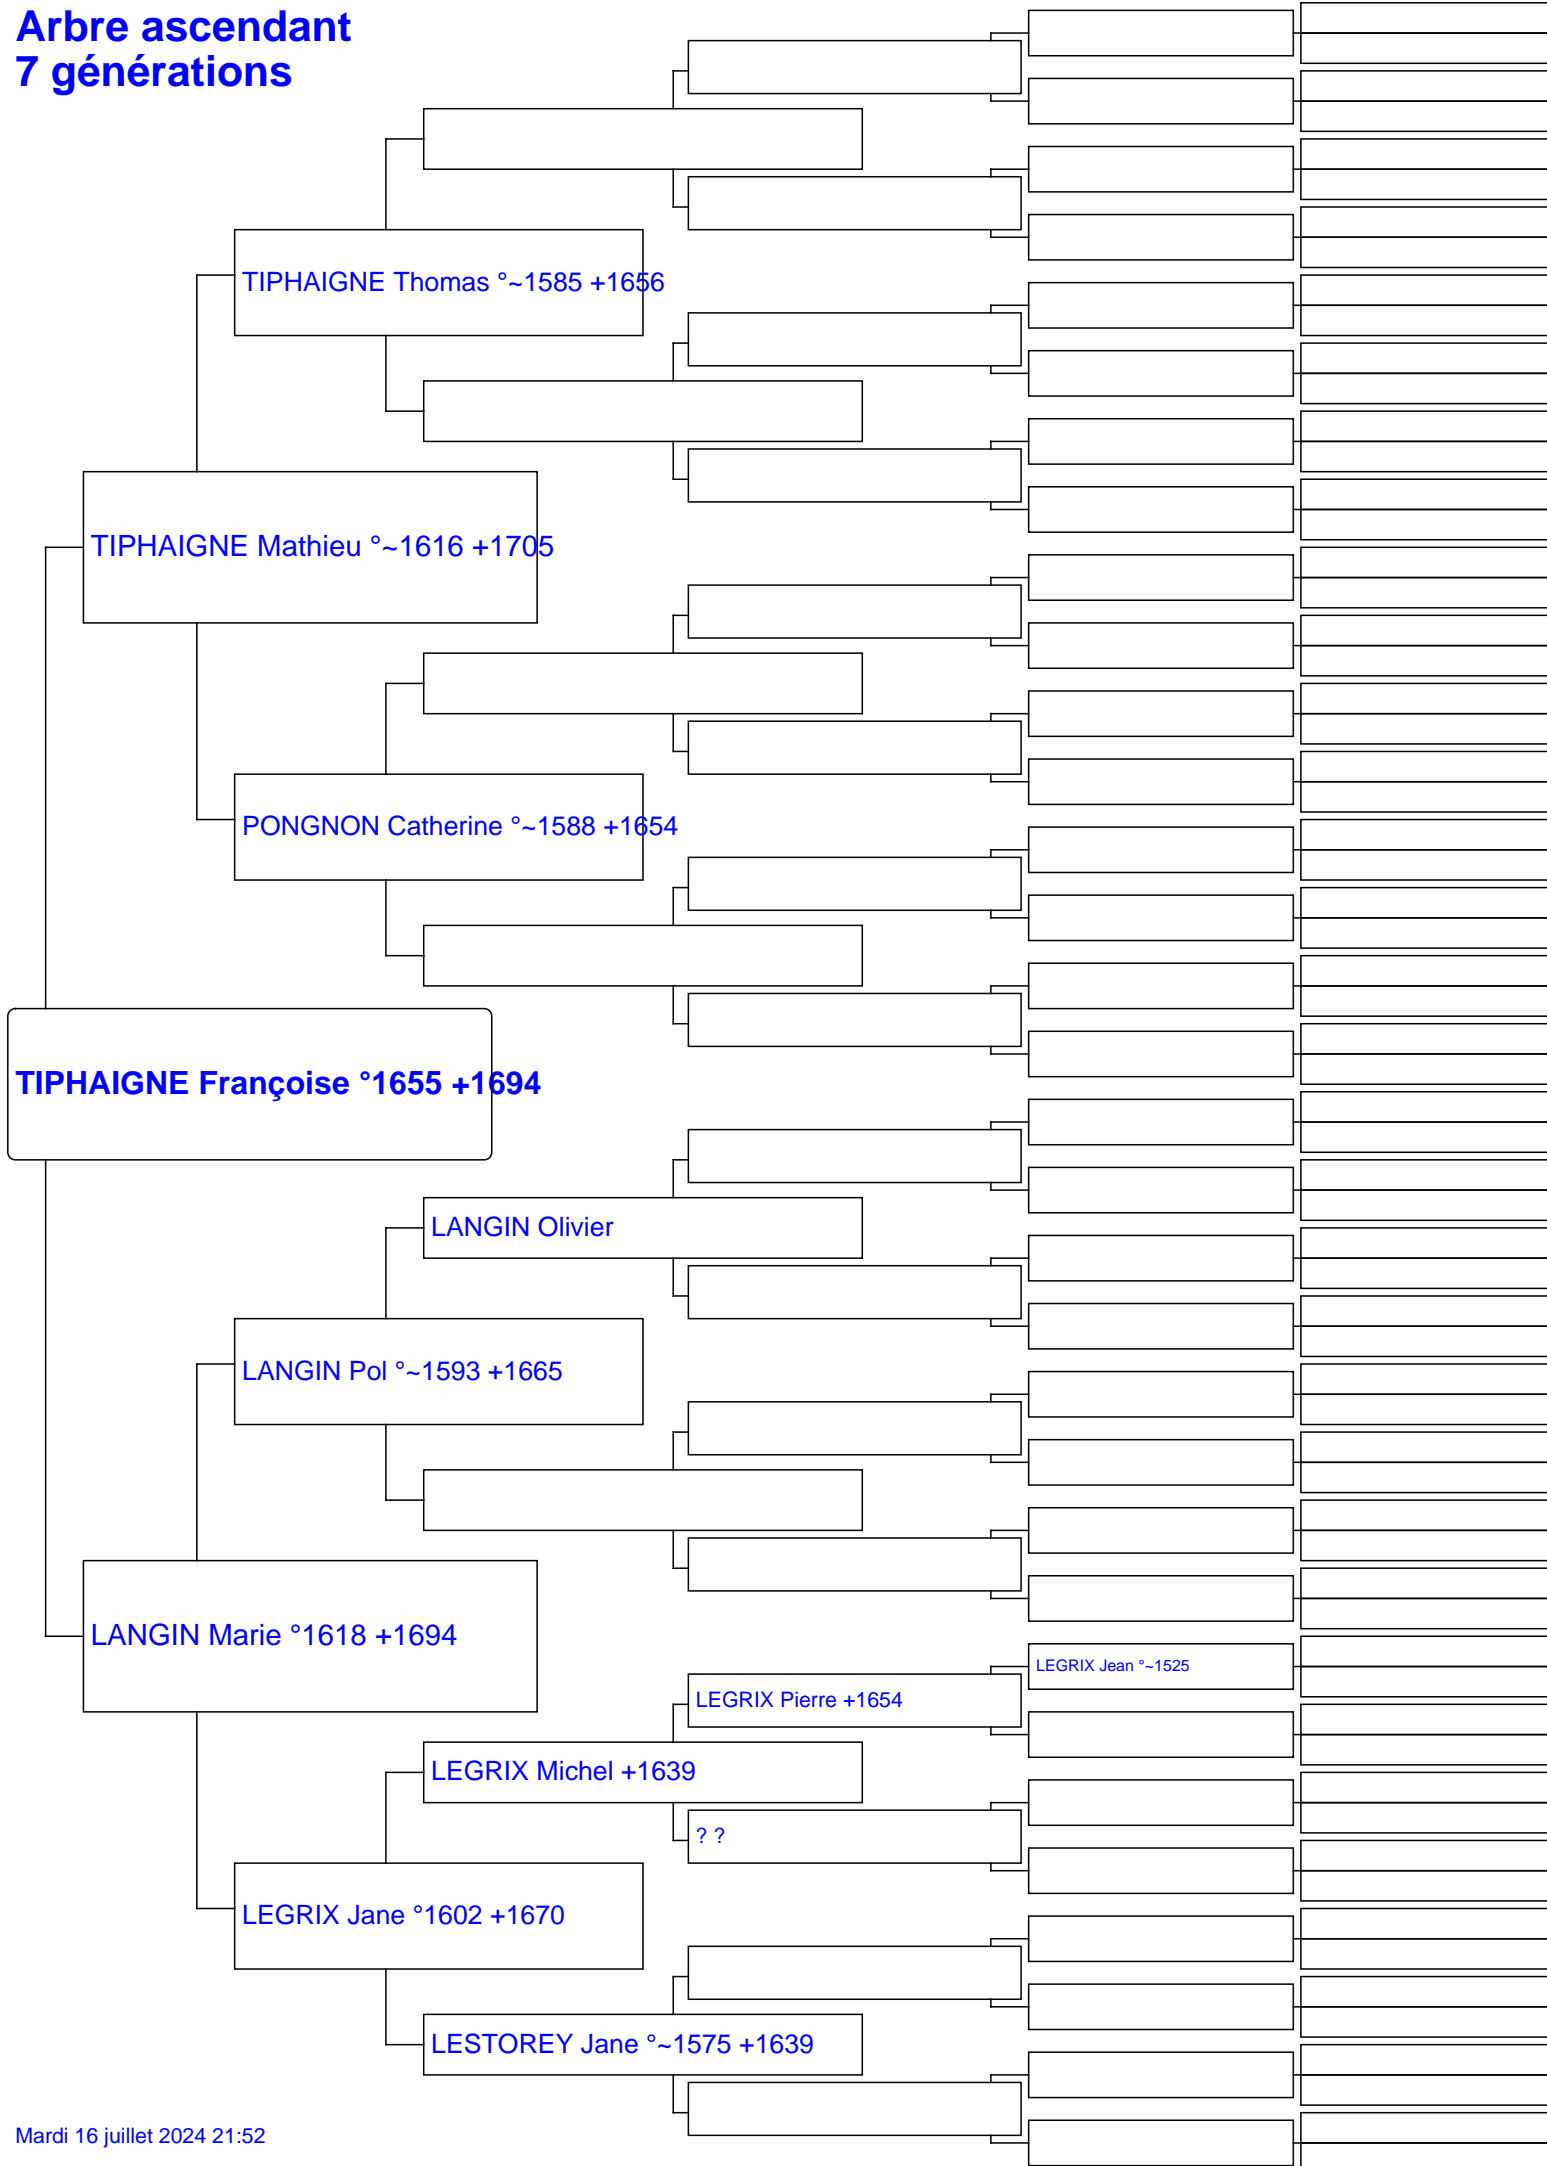 Arbre ascendant
7 générations
TIPHAIGNE Thomas °~1585 +1656
TIPHAIGNE Mathieu °~1616 +1705
PONGNON Catherine °~1588 +1654
TIPHAIGNE Françoise °1655 +1694
LANGIN Olivier
LANGIN Pol °~1593 +1665
LANGIN Marie °1618 +1694
LEGRIX Jean °~1525
LEGRIX Pierre +1654
LEGRIX Michel +1639
? ?
LEGRIX Jane °1602 +1670
LESTOREY Jane °~1575 +1639
Mardi 16 juillet 2024 21:52